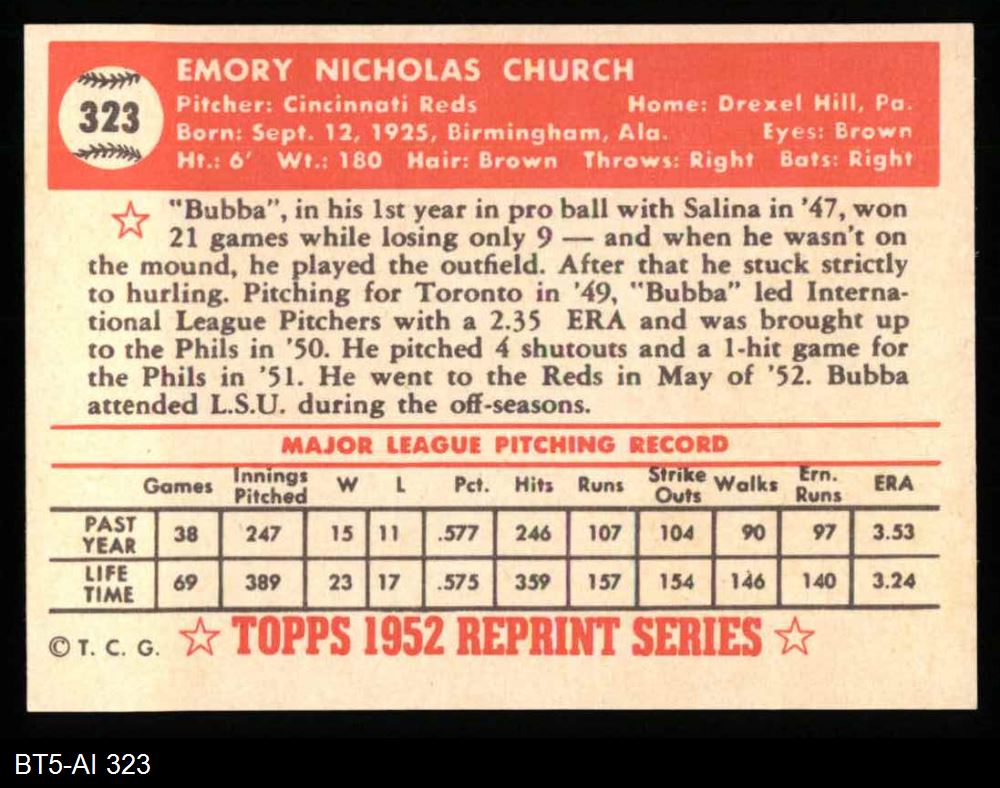 323
EMORY NICHOLAS CHURCH
Pitcher: Cincinnati Reds Home: Drexel Hill, Pa.
Born: Sept. 12, 1925, Birmingham, Ala. Eyes: Brown
Ht.: 6' Wt.: 180 Hair: Brown Throws: Right Bats: Right
"Bubba", in his 1st year in pro ball with Salina in '47, won
21 games while losing only 9 — and when he wasn't on
the mound, he played the outfield. After that he stuck strictly
to hurling. Pitching for Toronto in '49, "Bubba" led Interna-
tional League Pitchers with a 2.35 ERA and was brought up
to the Phils in '50. He pitched 4 shutouts and a 1-hit game for
the Phils in '51. He went to the Reds in May of '52. Bubba
attended L.S.U. during the off-seasons.
MAJOR LEAGUE PITCHING RECORD
Games Innings Pitched W L Pct. Hits Runs Strike Outs Walks Ern. Runs ERA
PAST YEAR 38 247 15 11 .577 246 107 104 90 97 3.53
LIFE TIME 69 389 23 17 .575 359 157 154 146 140 3.24
© T. C. G. TOPPS 1952 REPRINT SERIES
BT5-AI 323